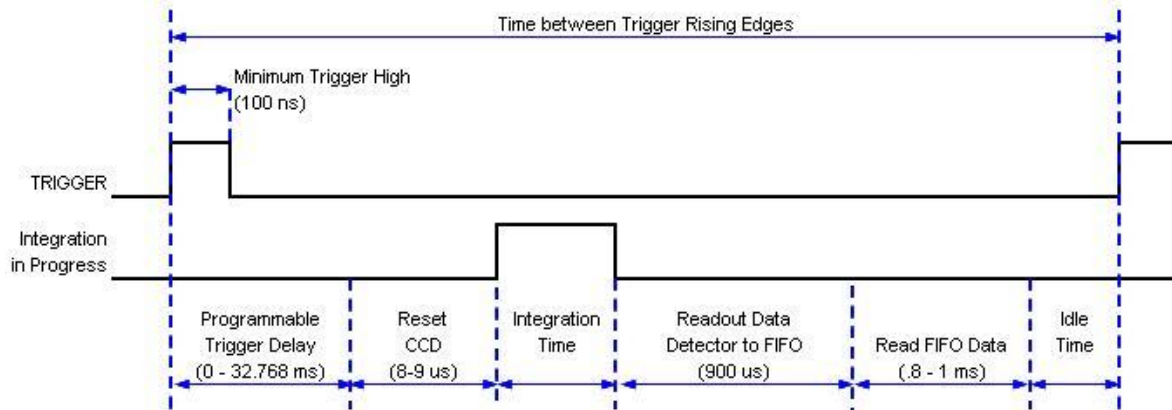 Time between Trigger Rising Edges
Minimum Trigger High
(100 ns)
TRIGGER
Integration
in Progress
Programmable
Trigger Delay
(0 - 32.768 ms)
Reset
CCD
(8-9 us)
Integration
Time
Readout Data
Detector to FIFO
(900 us)
Read FIFO Data
(.8 - 1 ms)
Idle
Time